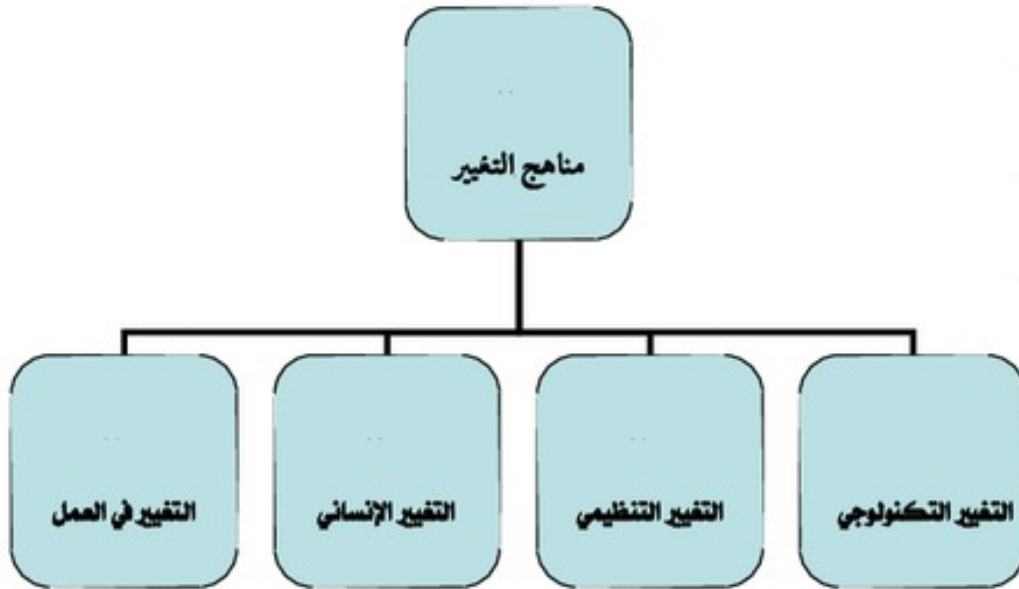 مناهج التغيير
التغيير التكنولوجي
التغيير التنظيمي
التغيير الإنساني
التغيير في العمل